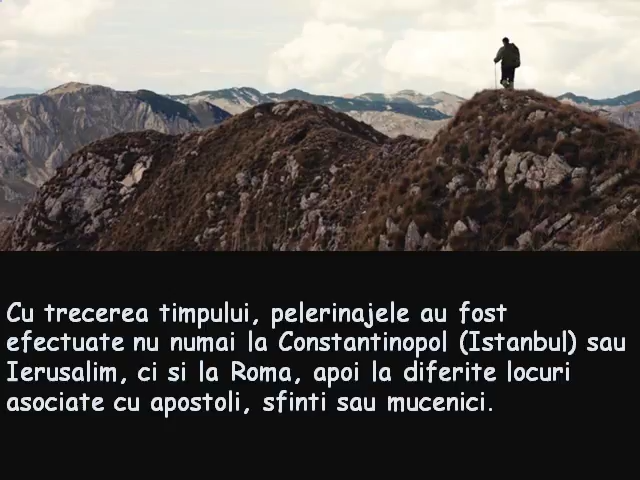 Cu trecerea timpului, pelerinajele au fost
efectuate nu numai la Constantinopol (Istanbul) sau
Ierusalim, ci si la Roma, apoi la diferite locuri
asociate cu apostoli, sfinti sau mucenici.